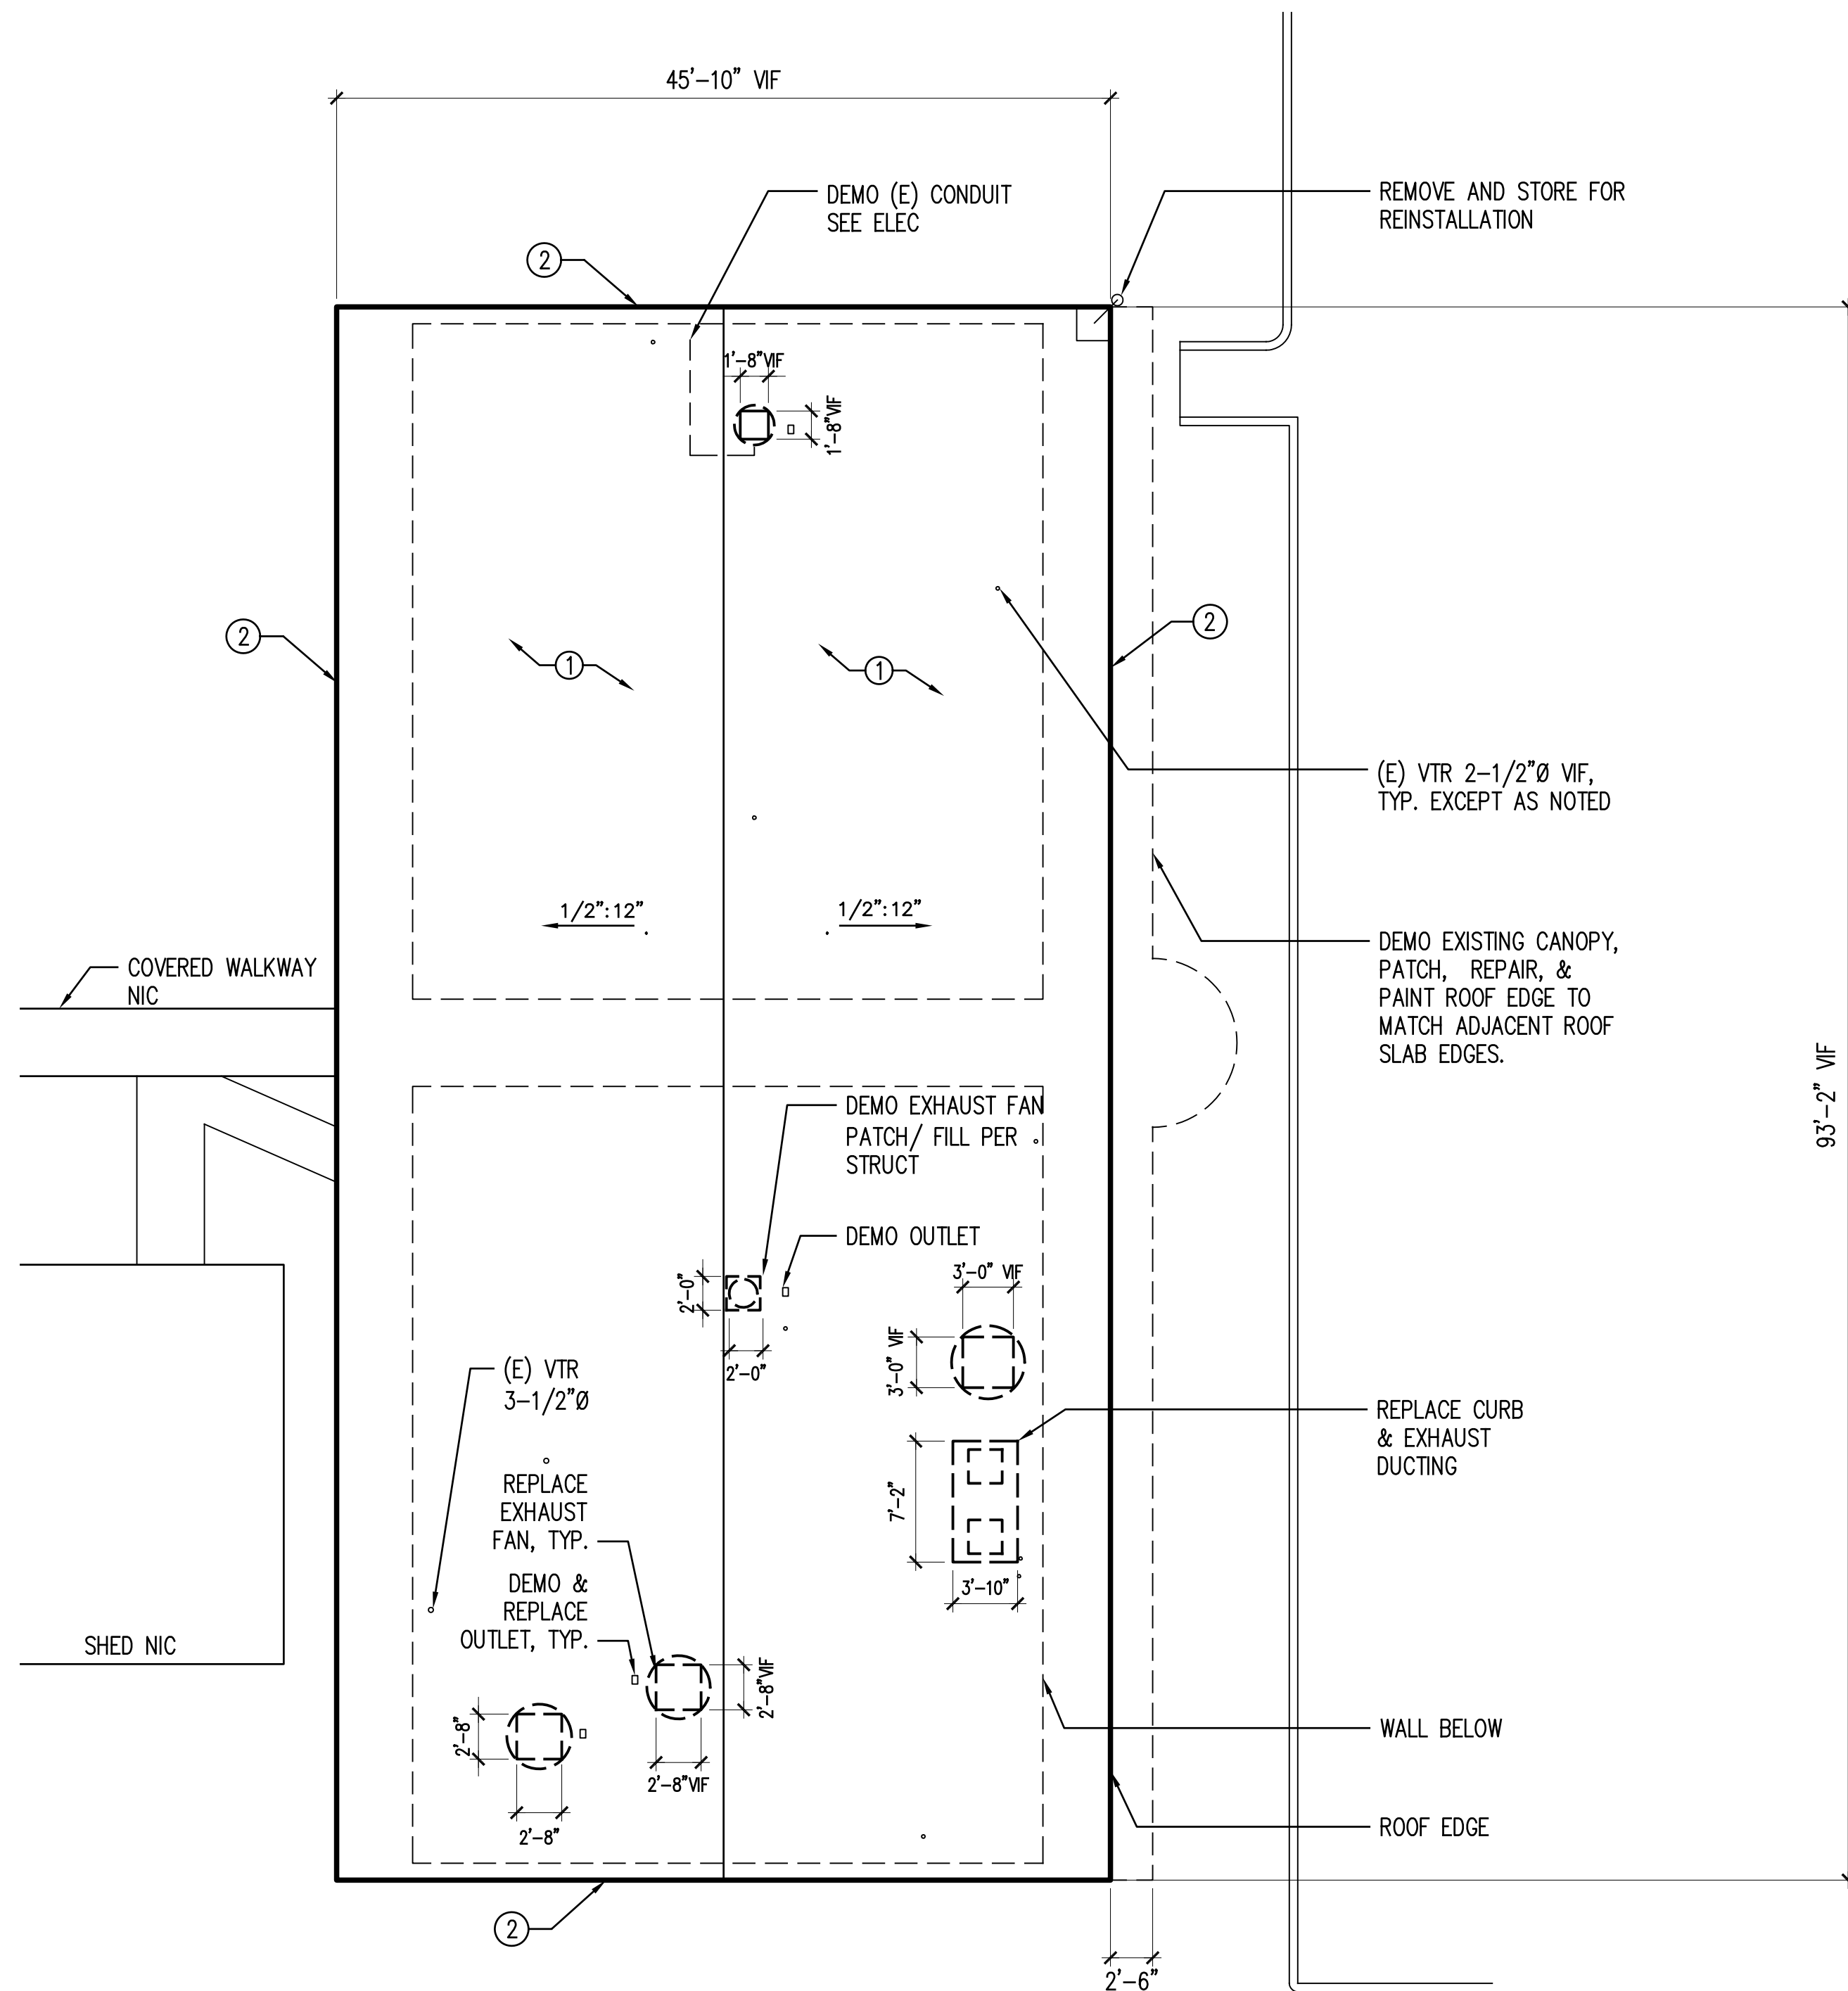 45'-10" VIF
DEMO (E) CONDUIT
SEE ELEC
REMOVE AND STORE FOR
REINSTALLATION
2
1'-8"VIF
1'-8"VIF
2
2
1
1
(E) VTR 2-1/2"Ø VIF,
TYP. EXCEPT AS NOTED
1/2":12"
1/2":12"
DEMO EXISTING CANOPY,
PATCH, REPAIR, &
PAINT ROOF EDGE TO
MATCH ADJACENT ROOF
SLAB EDGES.
COVERED WALKWAY
NIC
93'-2" VIF
DEMO EXHAUST FAN
PATCH/ FILL PER
STRUCT
DEMO OUTLET
2'-0"
2'-0"
3'-0" VIF
3'-0" VIF
(E) VTR
3-1/2"Ø
REPLACE CURB
& EXHAUST
DUCTING
REPLACE
EXHAUST
FAN, TYP.
7'-2"
3'-10"
DEMO &
REPLACE
OUTLET, TYP.
SHED NIC
2'-8"VIF
2'-8"VIF
2'-8"
2'-8"
WALL BELOW
ROOF EDGE
2
2'-6"